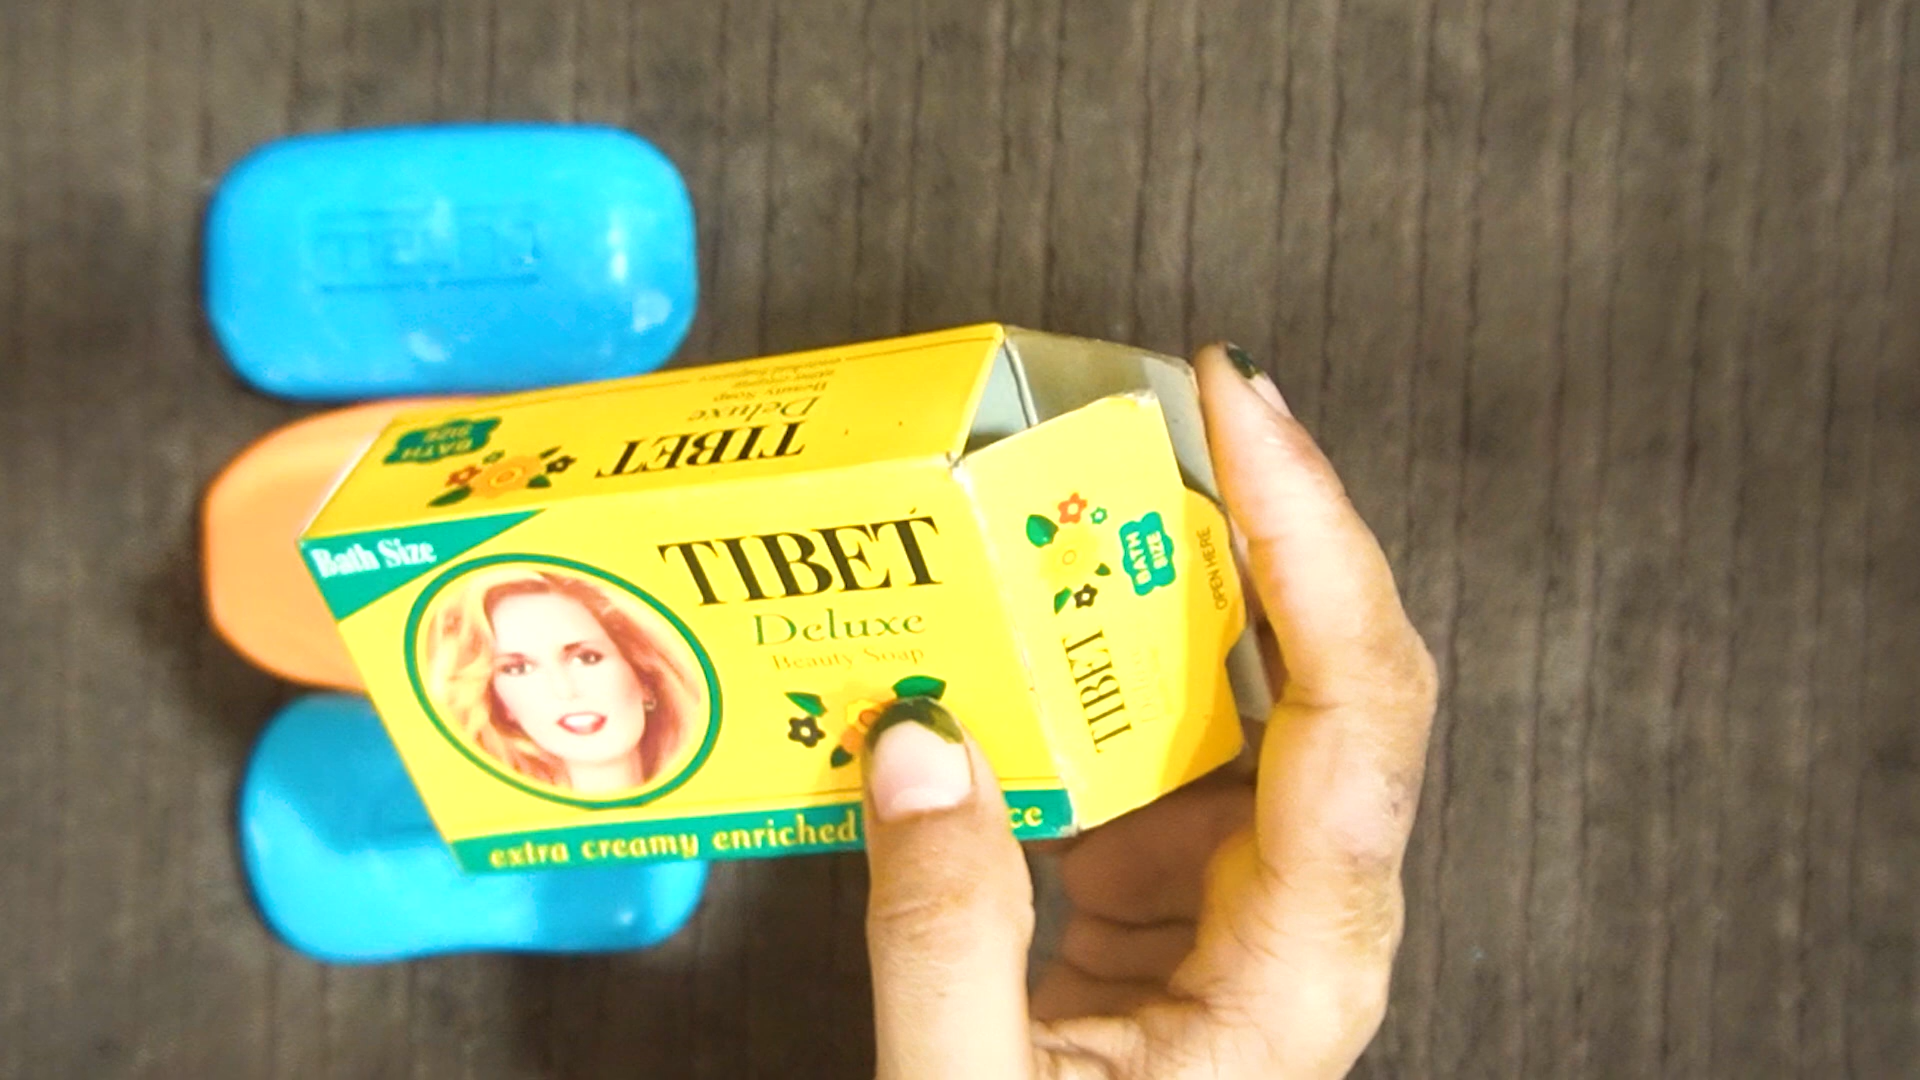 BATH
SIZE
TIBET
Deluxe
Beauty Soap
Bath Size
TIBET
Deluxe
Beauty Soap
extra creamy enriched
ce
TIBET
BATH
SIZE
OPEN HERE